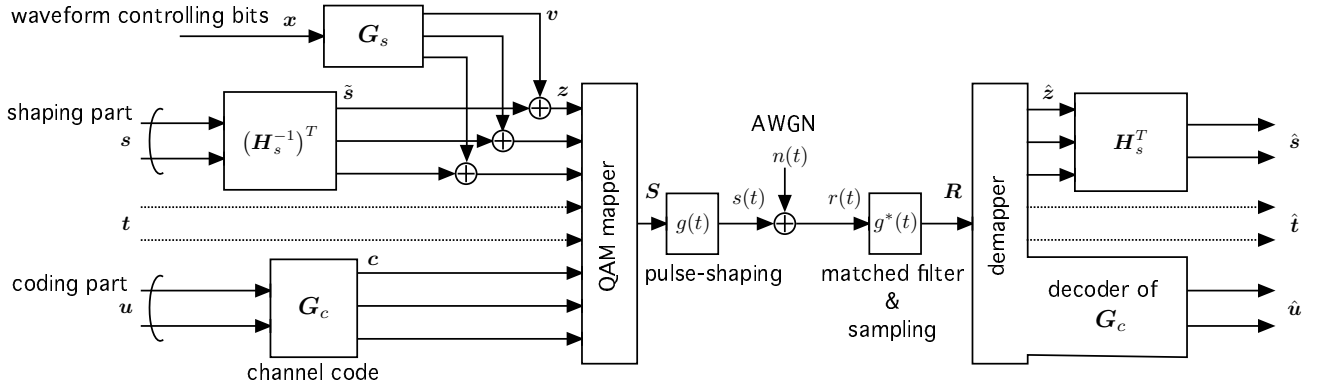 waveform controlling bits
x
G_s
v
shaping part
s
(H_s^{-1})^T
s̃
z
t
coding part
u
G_c
c
channel code
QAM mapper
S
g(t)
pulse-shaping
s(t)
AWGN
n(t)
r(t)
g*(t)
matched filter
&
sampling
R
demapper
ẑ
H_s^T
ŝ
t̂
decoder of
G_c
û